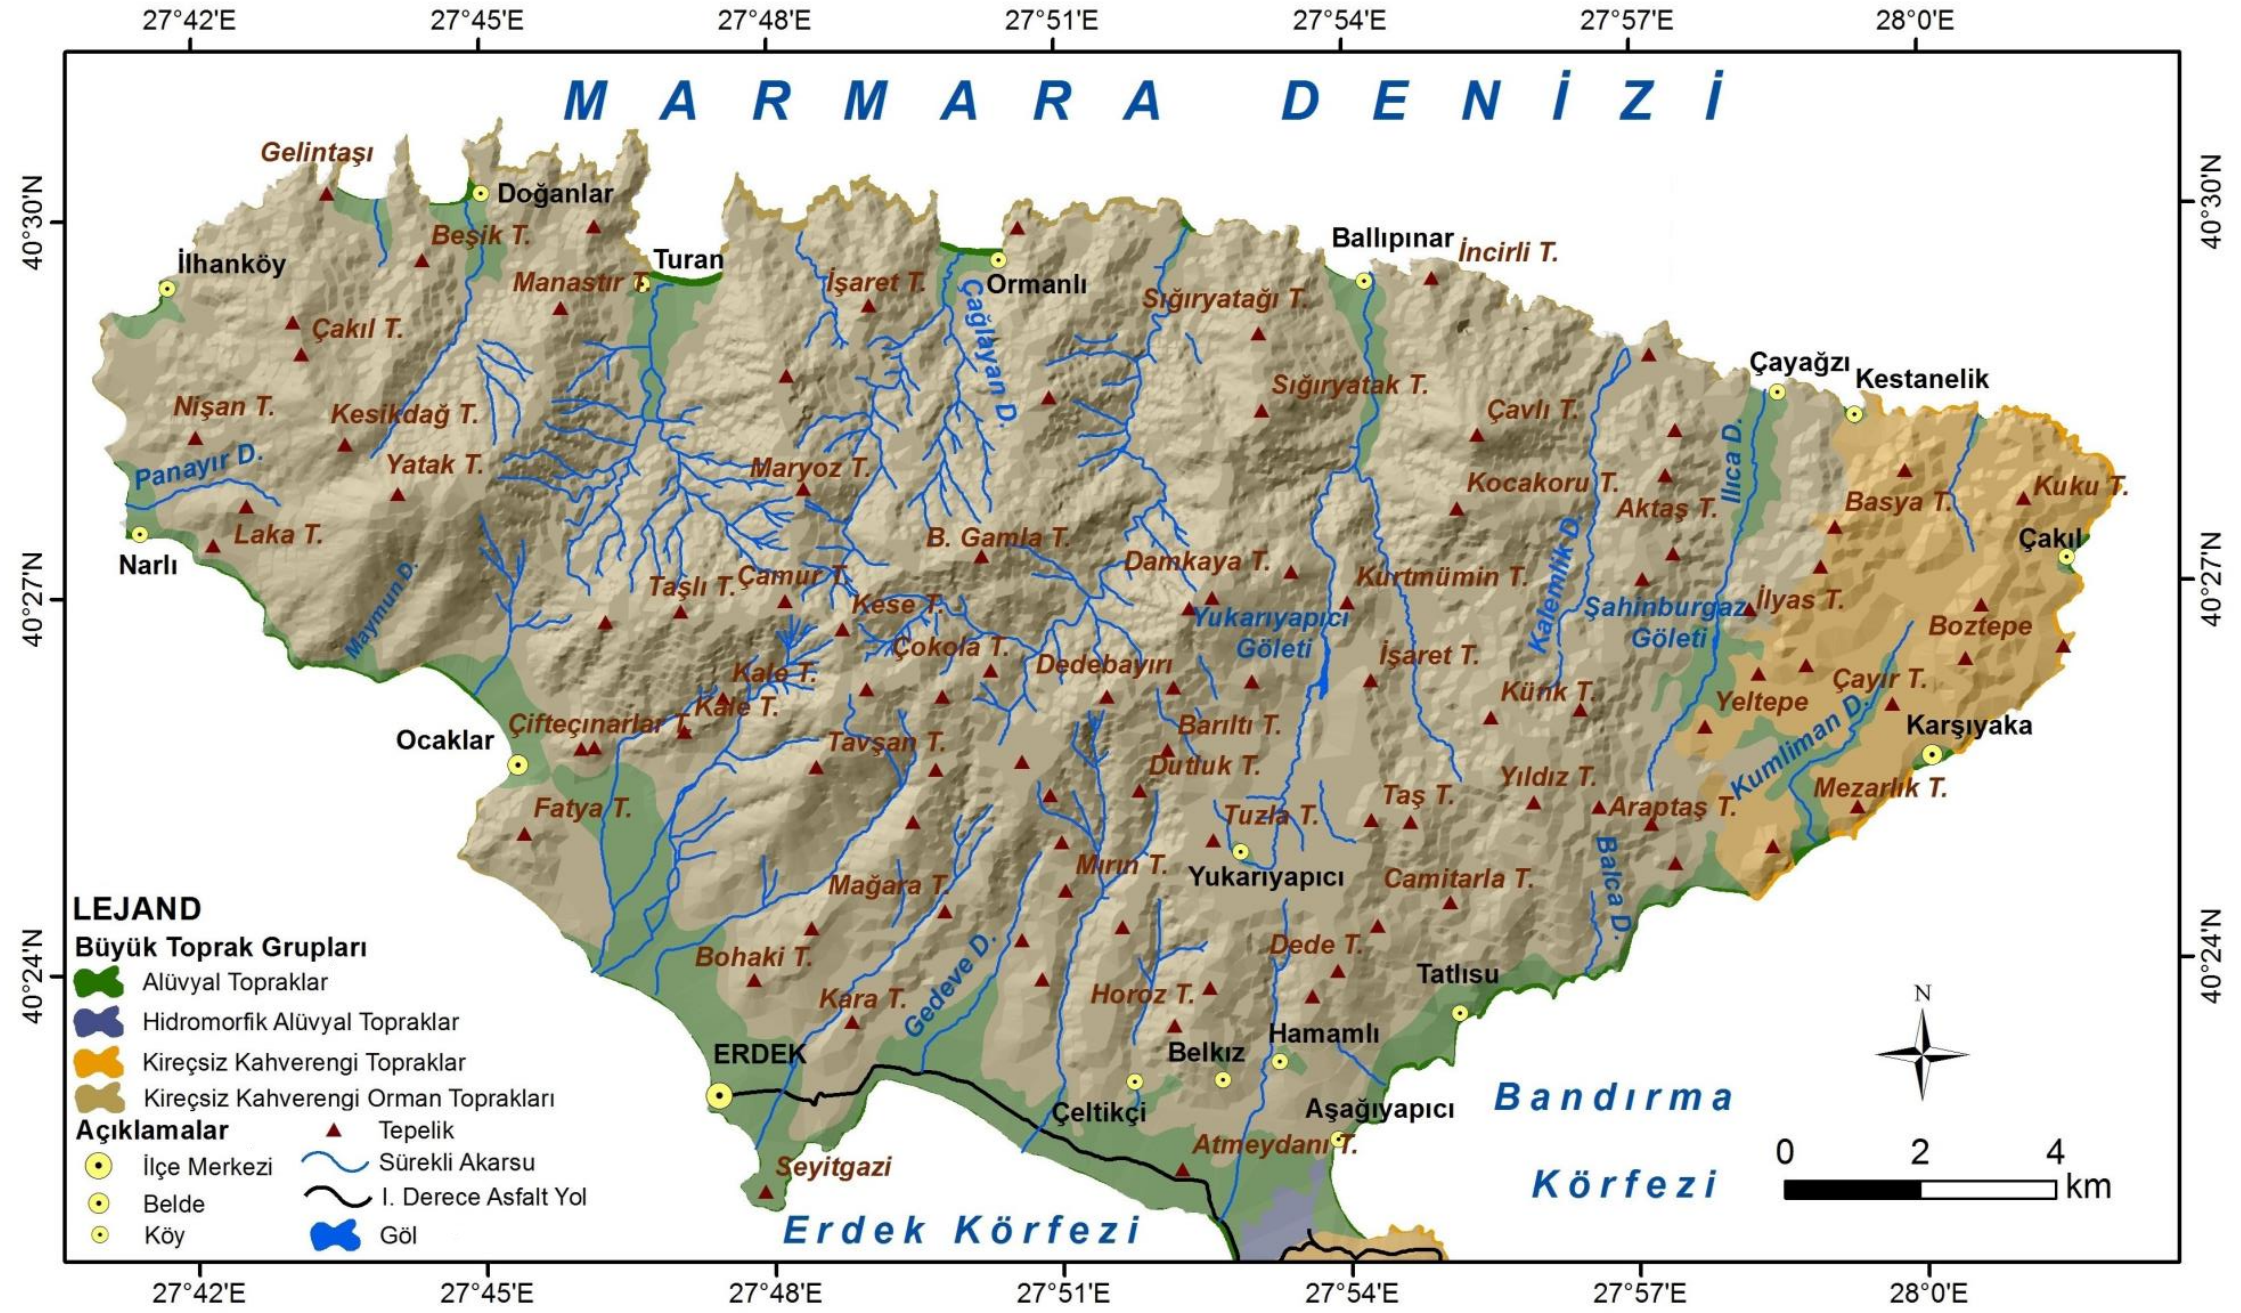 27°42'E 27°45'E 27°48'E 27°51'E 27°54'E 27°57'E 28°0'E
MARMARA DENİZİ
Gelintaşı
Doğanlar
40°30'N
40°30'N
Beşik T.
Ballıpınar
İncirli T.
İlhanköy
Turan
Manastır T.
İşaret T.
Ormanlı
Sığıryatağı T.
Çakıl T.
Çağlayan D.
Çayağzı
Kestanelik
Sığıryatak T.
Nişan T.
Kesikdağ T.
Çavlı T.
Panayır D.
Yatak T.
Maryoz T.
Ilıca D.
Kocakoru T.
Basya T.
Kuku T.
Aktaş T.
Laka T.
B. Gamla T.
Çakıl
Narlı
Damkaya T.
Kalemlik D.
40°27'N
40°27'N
Maymun D.
Taşlı T.
Çamur T.
Kurtmümin T.
Kese T.
Yukarıyapıcı
Göleti
Şahinburgaz
Göleti
İlyas T.
Boztepe
Çokola T.
Dedebayırı
İşaret T.
Kale T.
Çayır T.
Künk T.
Kale T.
Yeltepe
Çifteçınarlar T.
Barıltı T.
Karşıyaka
Ocaklar
Tavşan T.
Kumliman D.
Dutluk T.
Yıldız T.
Mezarlık T.
Fatya T.
Taş T.
Araptaş T.
Tuzla T.
Mırın T.
Balca D.
Yukarıyapıcı
Camitarla T.
Mağara T.
LEJAND
Büyük Toprak Grupları
Alüvyal Topraklar
Hidromorfik Alüvyal Topraklar
Kireçsiz Kahverengi Topraklar
Kireçsiz Kahverengi Orman Toprakları
Açıklamalar
İlçe Merkezi
Belde
Köy
Tepelik
Sürekli Akarsu
I. Derece Asfalt Yol
Göl
40°24'N
40°24'N
Bohaki T.
Dede T.
Gedeve D.
Tatlısu
Kara T.
Horoz T.
N
Hamamlı
ERDEK
Belkız
Bandırma
Körfezi
Çeltikçi
Aşağıyapıcı
Atmeydanı T.
Seyitgazi
Erdek Körfezi
0 2 4
km
27°42'E 27°45'E 27°48'E 27°51'E 27°54'E 27°57'E 28°0'E